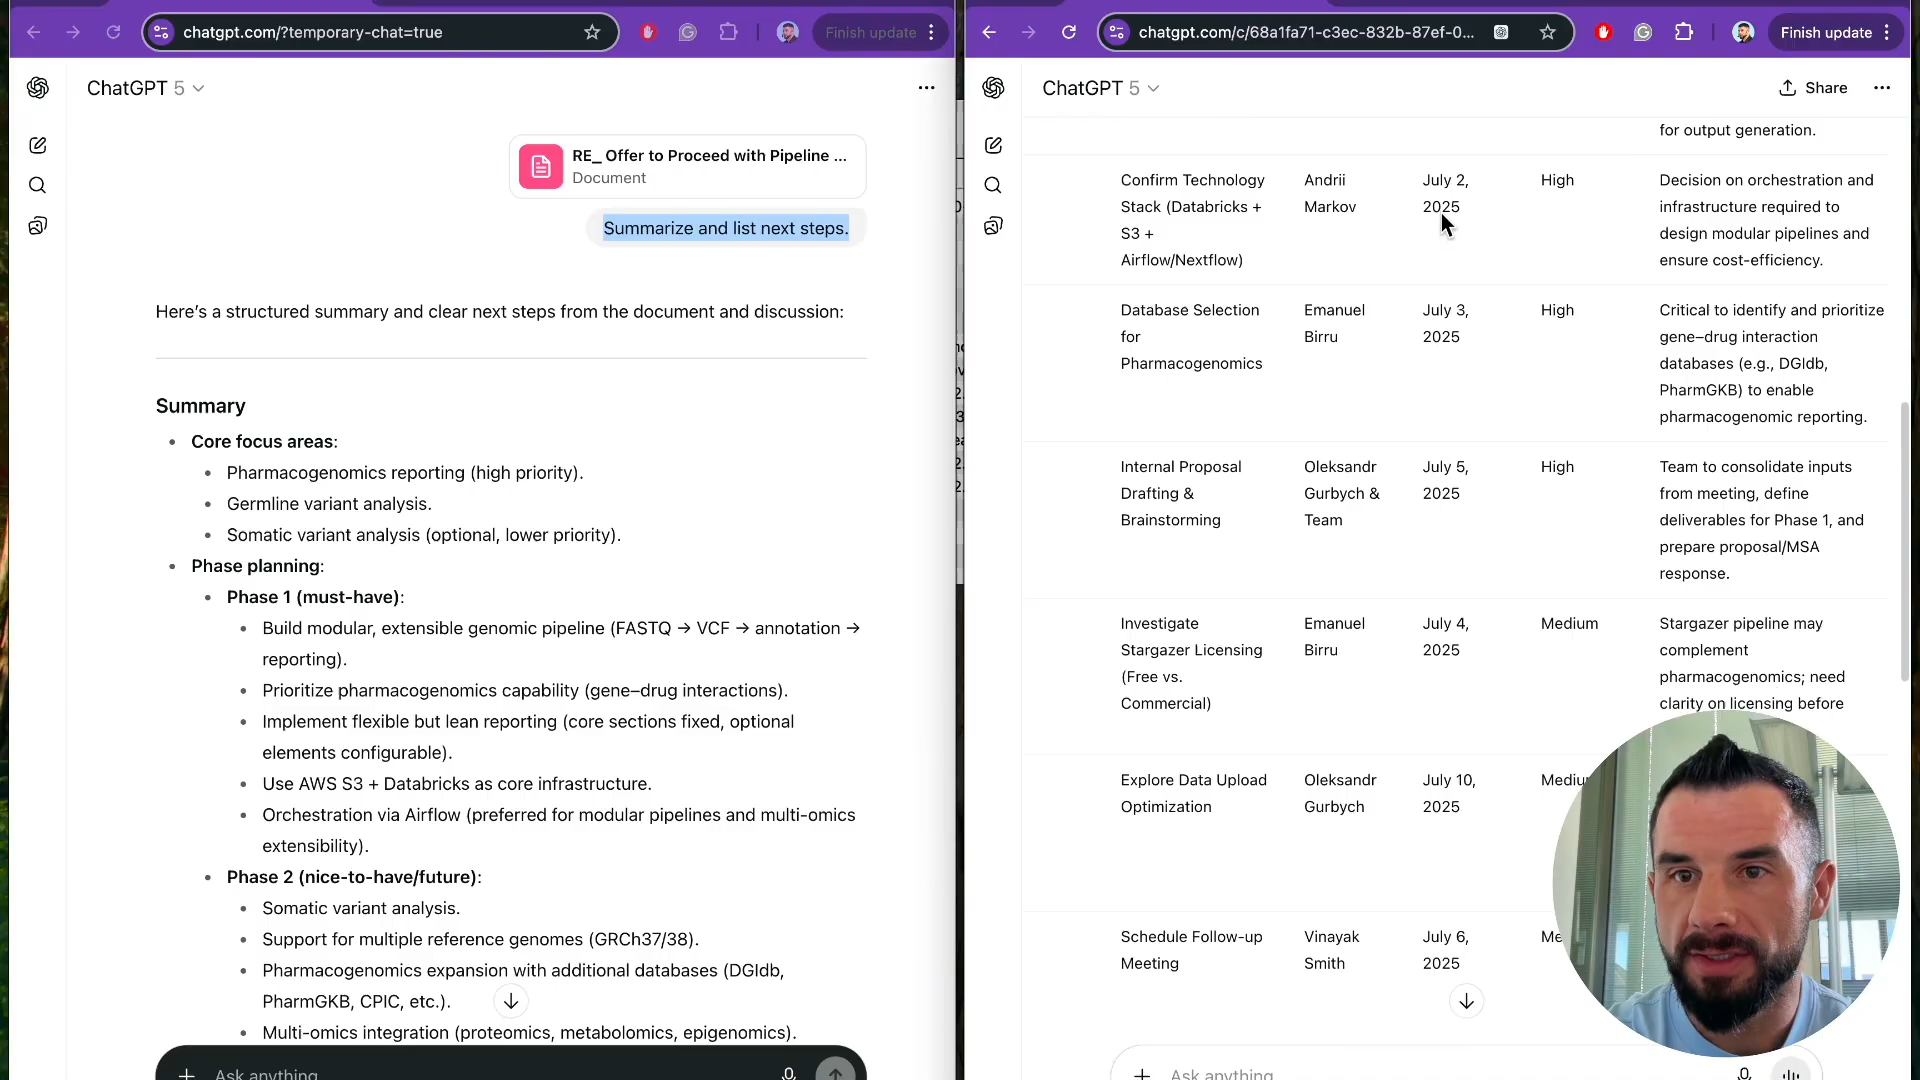 chatgpt.com/?temporary-chat=true
Finish update
ChatGPT 5
RE_ Offer to Proceed with Pipeline ...
Document
Summarize and list next steps.
Here's a structured summary and clear next steps from the document and discussion:
Summary
Core focus areas:
Pharmacogenomics reporting (high priority).
Germline variant analysis.
Somatic variant analysis (optional, lower priority).
Phase planning:
Phase 1 (must-have):
Build modular, extensible genomic pipeline (FASTQ → VCF → annotation →
reporting).
Prioritize pharmacogenomics capability (gene–drug interactions).
Implement flexible but lean reporting (core sections fixed, optional
elements configurable).
Use AWS S3 + Databricks as core infrastructure.
Orchestration via Airflow (preferred for modular pipelines and multi-omics
extensibility).
Phase 2 (nice-to-have/future):
Somatic variant analysis.
Support for multiple reference genomes (GRCh37/38).
Pharmacogenomics expansion with additional databases (DGIdb,
PharmGKB, CPIC, etc.).
Multi-omics integration (proteomics, metabolomics, epigenomics).
Ask anything
chatgpt.com/c/68a1fa71-c3ec-832b-87ef-0...
Finish update
ChatGPT 5
Share
for output generation.
Confirm Technology
Stack (Databricks +
S3 +
Airflow/Nextflow)
Andrii
Markov
July 2,
2025
High
Decision on orchestration and
infrastructure required to
design modular pipelines and
ensure cost-efficiency.
Database Selection
for
Pharmacogenomics
Emanuel
Birru
July 3,
2025
High
Critical to identify and prioritize
gene–drug interaction
databases (e.g., DGIdb,
PharmGKB) to enable
pharmacogenomic reporting.
Internal Proposal
Drafting &
Brainstorming
Oleksandr
Gurbych &
Team
July 5,
2025
High
Team to consolidate inputs
from meeting, define
deliverables for Phase 1, and
prepare proposal/MSA
response.
Investigate
Stargazer Licensing
(Free vs.
Commercial)
Emanuel
Birru
July 4,
2025
Medium
Stargazer pipeline may
complement
pharmacogenomics; need
clarity on licensing before
Explore Data Upload
Optimization
Oleksandr
Gurbych
July 10,
2025
Mediu
Schedule Follow-up
Meeting
Vinayak
Smith
July 6,
2025
Me
Ask anything